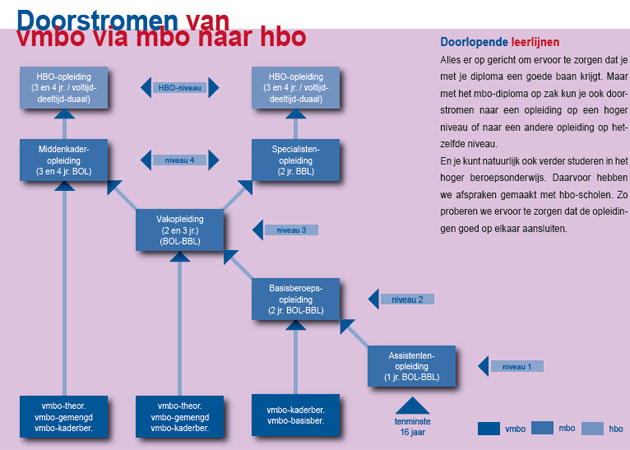 Doorstromen van
vmbo via mbo naar hbo
Doorlopende leerlijnen
Alles er op gericht om ervoor te zorgen dat je
met je diploma een goede baan krijgt. Maar
met het mbo-diploma op zak kun je ook door-
stromen naar een opleiding op een hoger
niveau of naar een andere opleiding op het-
zelfde niveau.
En je kunt natuurlijk ook verder studeren in het
hoger beroepsonderwijs. Daarvoor hebben
we afspraken gemaakt met hbo-scholen. Zo
proberen we ervoor te zorgen dat de opleidin-
gen goed op elkaar aansluiten.
HBO-opleiding
(3 en 4 jr. / voltijd-
deeltijd-duaal)
HBO-niveau
HBO-opleiding
(3 en 4 jr. / voltijd-
deeltijd-duaal)
Middenkader-
opleiding
(3 en 4 jr. BOL)
niveau 4
Specialisten-
opleiding
(2 jr. BBL)
Vakopleiding
(2 en 3 jr.)
(BOL-BBL)
niveau 3
Basisberoeps-
opleiding
(2 jr. BOL-BBL)
niveau 2
Assistenten-
opleiding
(1 jr. BOL-BBL)
niveau 1
vmbo-theor.
vmbo-gemengd
vmbo-kaderber.
vmbo-theor.
vmbo-gemengd
vmbo-kaderber.
vmbo-kaderber.
vmbo-basisber.
tenminste
16 jaar
vmbo
mbo
hbo